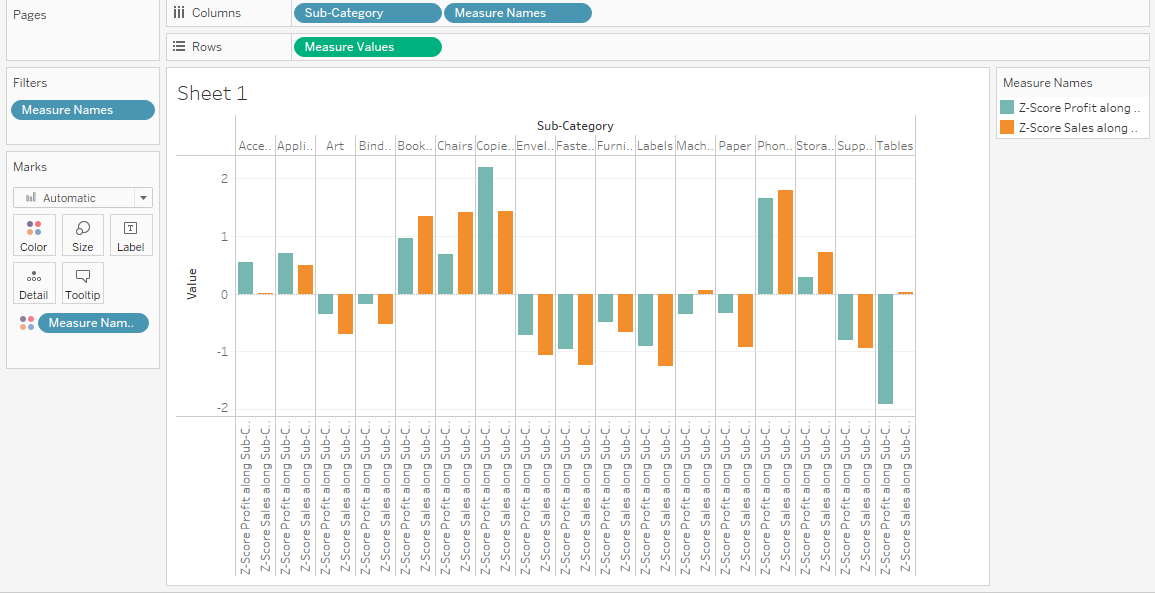 Pages
Columns
Sub-Category
Measure Names
Rows
Measure Values
Filters
Measure Names
Marks
Automatic
Color
Size
Label
Detail
Tooltip
Measure Nam..
Sheet 1
Sub-Category
Acce.. Appli.. Art Bind.. Book.. Chairs Copie.. Envel.. Faste.. Furni.. Labels Mach.. Paper Phon.. Stora.. Supp.. Tables
Value
2
1
0
-1
-2
Z-Score Profit along Sub-C..
Z-Score Sales along Sub-C..
Z-Score Profit along Sub-C..
Z-Score Sales along Sub-C..
Z-Score Profit along Sub-C..
Z-Score Sales along Sub-C..
Z-Score Profit along Sub-C..
Z-Score Sales along Sub-C..
Z-Score Profit along Sub-C..
Z-Score Sales along Sub-C..
Z-Score Profit along Sub-C..
Z-Score Sales along Sub-C..
Z-Score Profit along Sub-C..
Z-Score Sales along Sub-C..
Z-Score Profit along Sub-C..
Z-Score Sales along Sub-C..
Z-Score Profit along Sub-C..
Z-Score Sales along Sub-C..
Z-Score Profit along Sub-C..
Z-Score Sales along Sub-C..
Z-Score Profit along Sub-C..
Z-Score Sales along Sub-C..
Z-Score Profit along Sub-C..
Z-Score Sales along Sub-C..
Z-Score Profit along Sub-C..
Z-Score Sales along Sub-C..
Z-Score Profit along Sub-C..
Z-Score Sales along Sub-C..
Z-Score Profit along Sub-C..
Z-Score Sales along Sub-C..
Z-Score Profit along Sub-C..
Z-Score Sales along Sub-C..
Z-Score Profit along Sub-C..
Z-Score Sales along Sub-C..
Measure Names
Z-Score Profit along ..
Z-Score Sales along ..